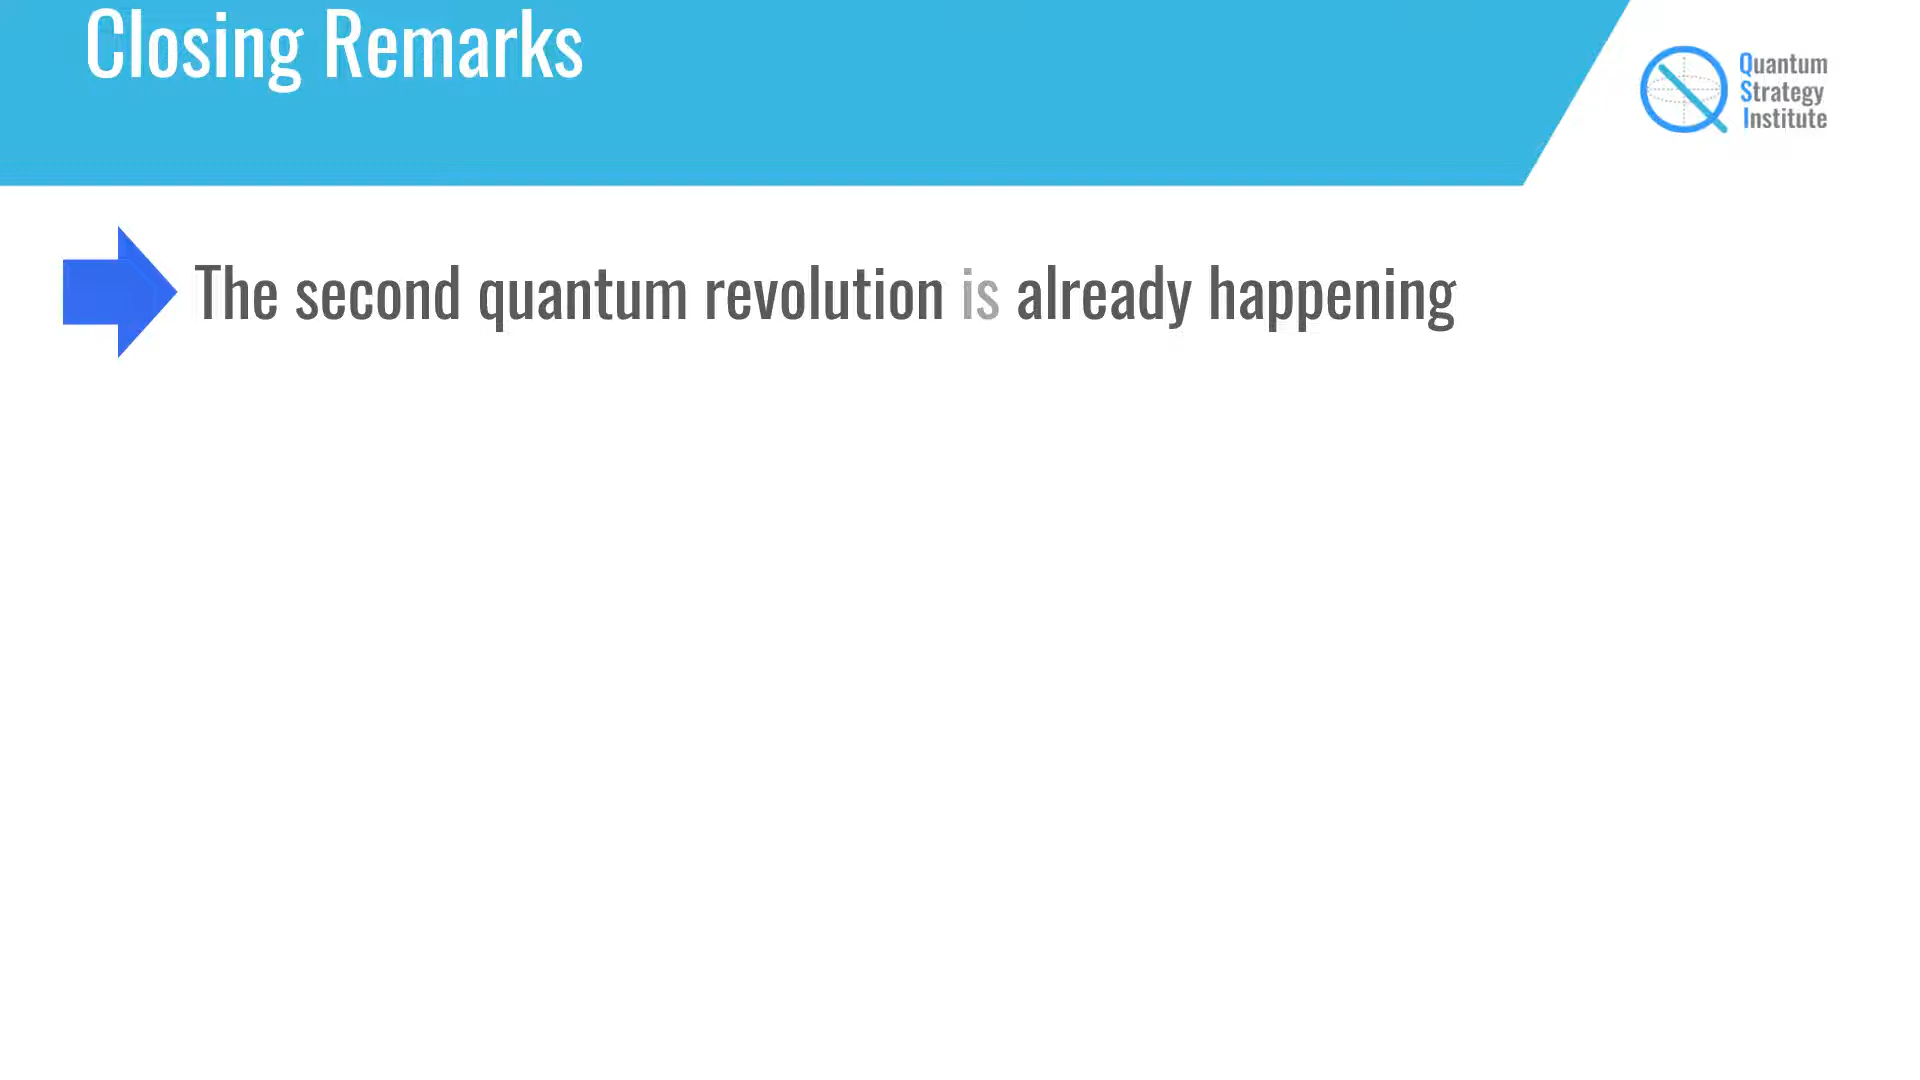 Closing Remarks
Quantum
Strategy
Institute
The second quantum revolution is already happening